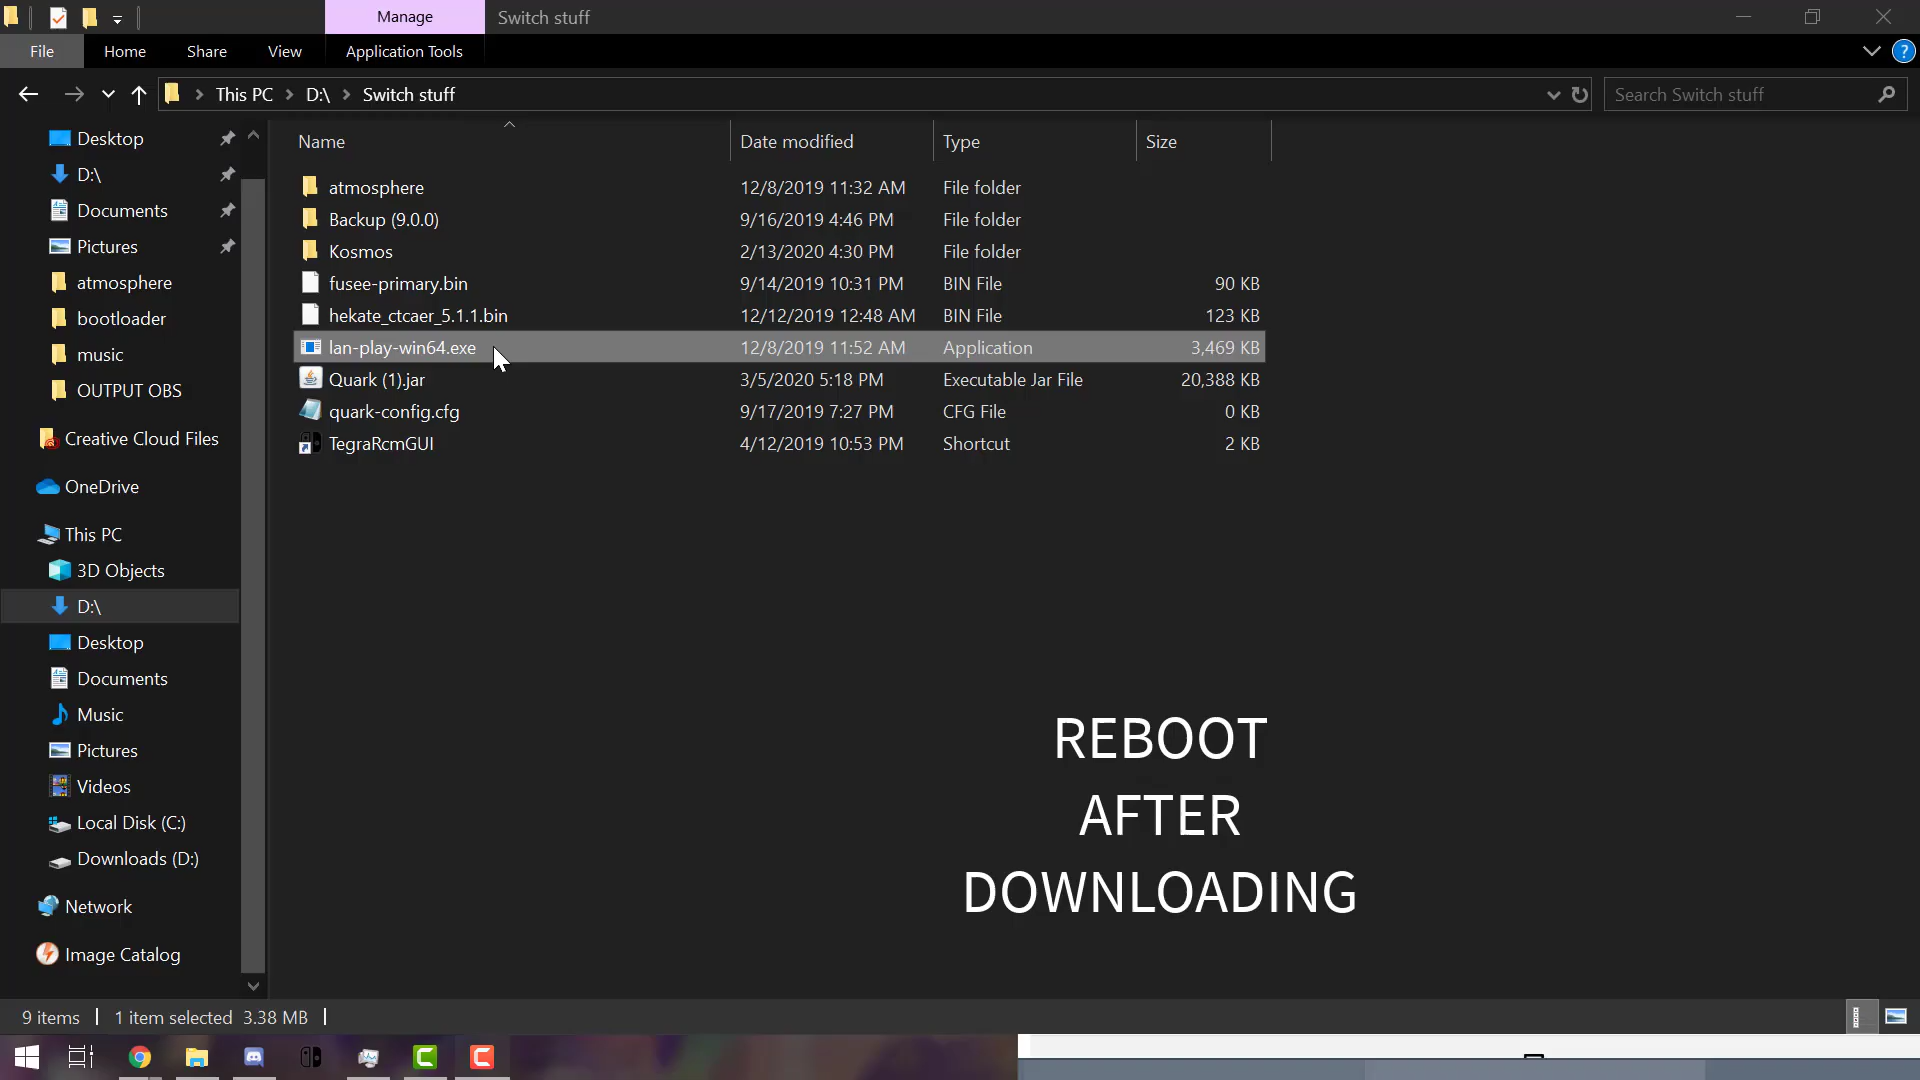 Manage
Switch stuff
File
Home
Share
View
Application Tools
?
This PC
D:\
Switch stuff
Search Switch stuff
Desktop
D:\
Documents
Pictures
atmosphere
bootloader
music
OUTPUT OBS
Creative Cloud Files
OneDrive
This PC
3D Objects
D:\
Desktop
Documents
Music
Pictures
Videos
Local Disk (C:)
Downloads (D:)
Network
Image Catalog
Name Date modified Type Size
atmosphere 12/8/2019 11:32 AM File folder
Backup (9.0.0) 9/16/2019 4:46 PM File folder
Kosmos 2/13/2020 4:30 PM File folder
fusee-primary.bin 9/14/2019 10:31 PM BIN File 90 KB
hekate_ctcaer_5.1.1.bin 12/12/2019 12:48 AM BIN File 123 KB
lan-play-win64.exe 12/8/2019 11:52 AM Application 3,469 KB
Quark (1).jar 3/5/2020 5:18 PM Executable Jar File 20,388 KB
quark-config.cfg 9/17/2019 7:27 PM CFG File 0 KB
TegraRcmGUI 4/12/2019 10:53 PM Shortcut 2 KB
REBOOT
AFTER
DOWNLOADING
9 items
1 item selected 3.38 MB